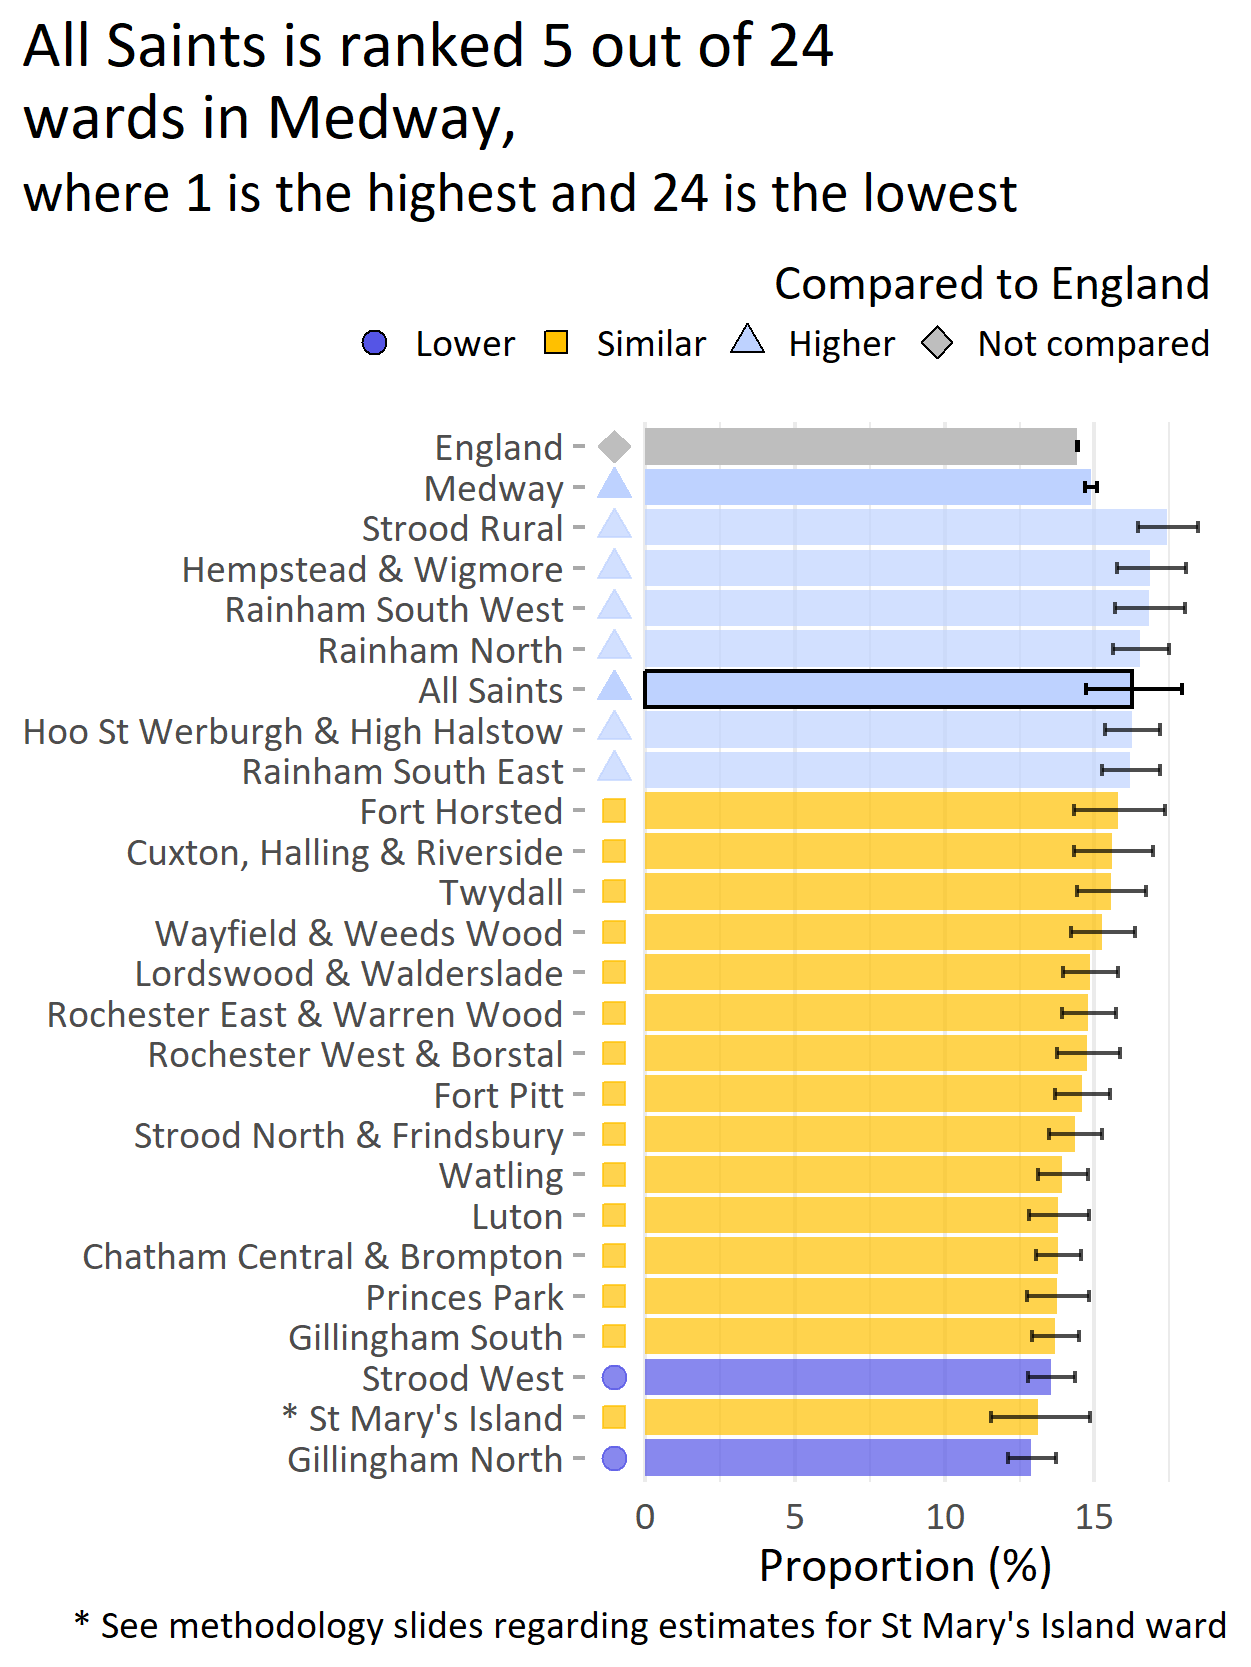 All Saints is ranked 5 out of 24
wards in Medway,
where 1 is the highest and 24 is the lowest
Compared to England
Lower Similar Higher Not compared
England
Medway
Strood Rural
Hempstead & Wigmore
Rainham South West
Rainham North
All Saints
Hoo St Werburgh & High Halstow
Rainham South East
Fort Horsted
Cuxton, Halling & Riverside
Twydall
Wayfield & Weeds Wood
Lordswood & Walderslade
Rochester East & Warren Wood
Rochester West & Borstal
Fort Pitt
Strood North & Frindsbury
Watling
Luton
Chatham Central & Brompton
Princes Park
Gillingham South
Strood West
* St Mary's Island
Gillingham North
0 5 10 15
Proportion (%)
* See methodology slides regarding estimates for St Mary's Island ward